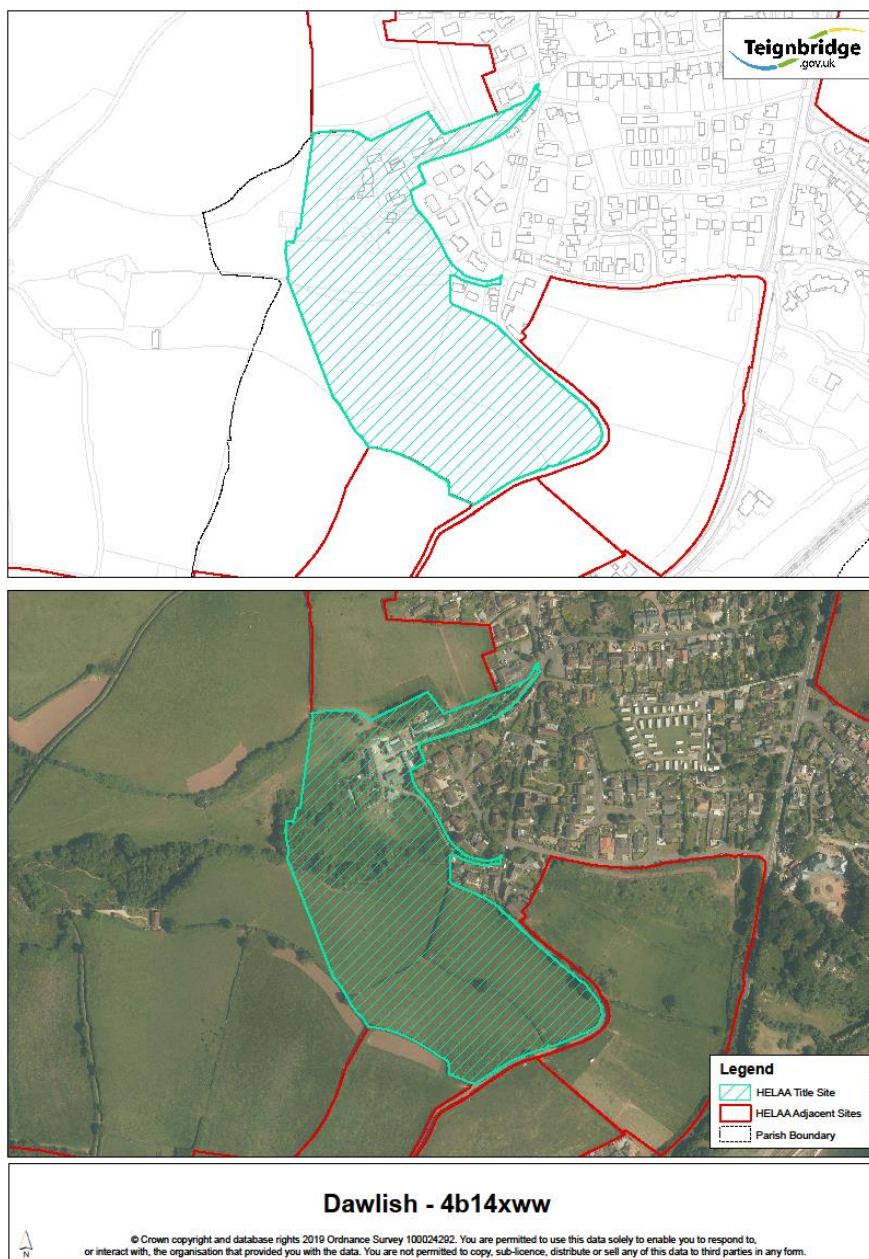 Teignbridge
.gov.uk
Legend
HELAA Title Site
HELAA Adjacent Sites
Parish Boundary
Dawlish - 4b14xww
N
© Crown copyright and database rights 2019 Ordnance Survey 100024292. You are permitted to use this data solely to enable you to respond to,
or interact with, the organisation that provided you with the data. You are not permitted to copy, sub-licence, distribute or sell any of this data to third parties in any form.